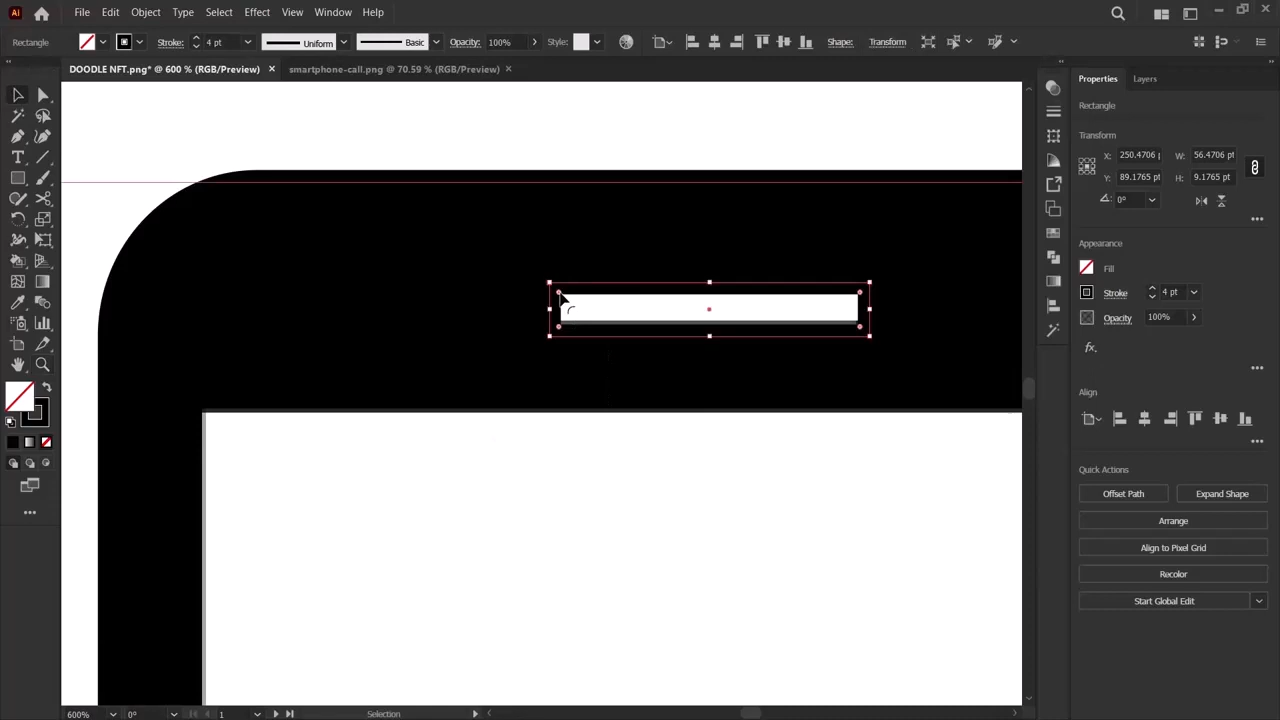 Ai File Edit Object Type Select Effect View Window Help
Rectangle Stroke: 4 pt Uniform Basic Opacity: 100% Style: Shape: Transform
DOODLE NFT.png* @ 600 % (RGB/Preview) × smartphone-call.png @ 70.59 % (RGB/Preview) ×
Properties Layers
Rectangle
Transform
X: 250.4706 p W: 56.4706 pt
Y: 89.1765 pt H: 9.1765 pt
0°
Appearance
Fill
Stroke 4 pt
Opacity 100%
fx.
Align
Quick Actions
Offset Path Expand Shape
Arrange
Align to Pixel Grid
Recolor
Start Global Edit
600% 0° 1 Selection